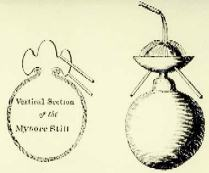 Vertical Section
of the
Mysore Still